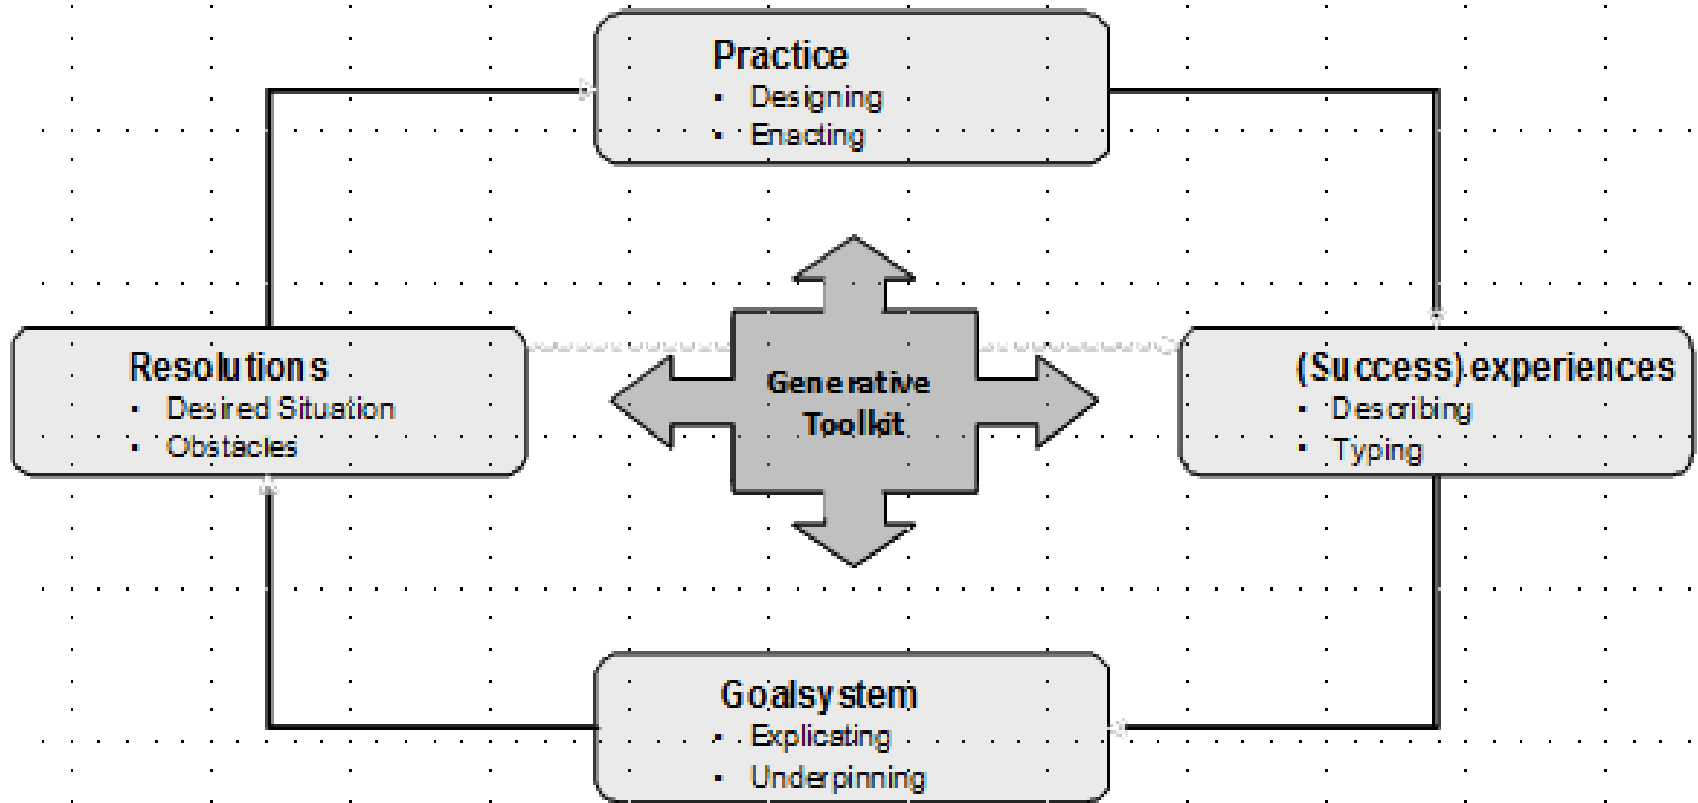 Practice
▪ Designing
▪ Enacting
Resolutions
▪ Desired Situation
▪ Obstacles
Generative
Toolkit
(Success) experiences
▪ Describing
▪ Typing
Goalsystem
▪ Explicating
▪ Underpinning